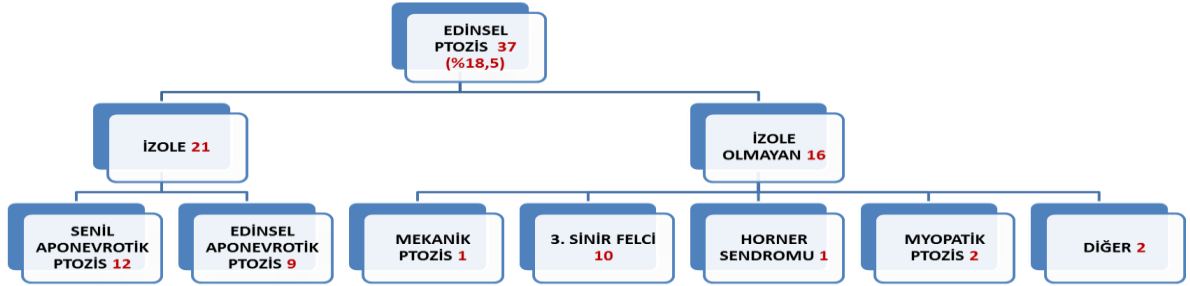 EDİNSEL
PTOZİS 37
(%18,5)
İZOLE 21
İZOLE
OLMAYAN 16
SENİL
APONEVROTİK
PTOZİS 12
EDİNSEL
APONEVROTİK
PTOZİS 9
MEKANİK
PTOZİS 1
3. SİNİR FELCİ
10
HORNER
SENDROMU 1
MYOPATİK
PTOZİS 2
DİĞER 2